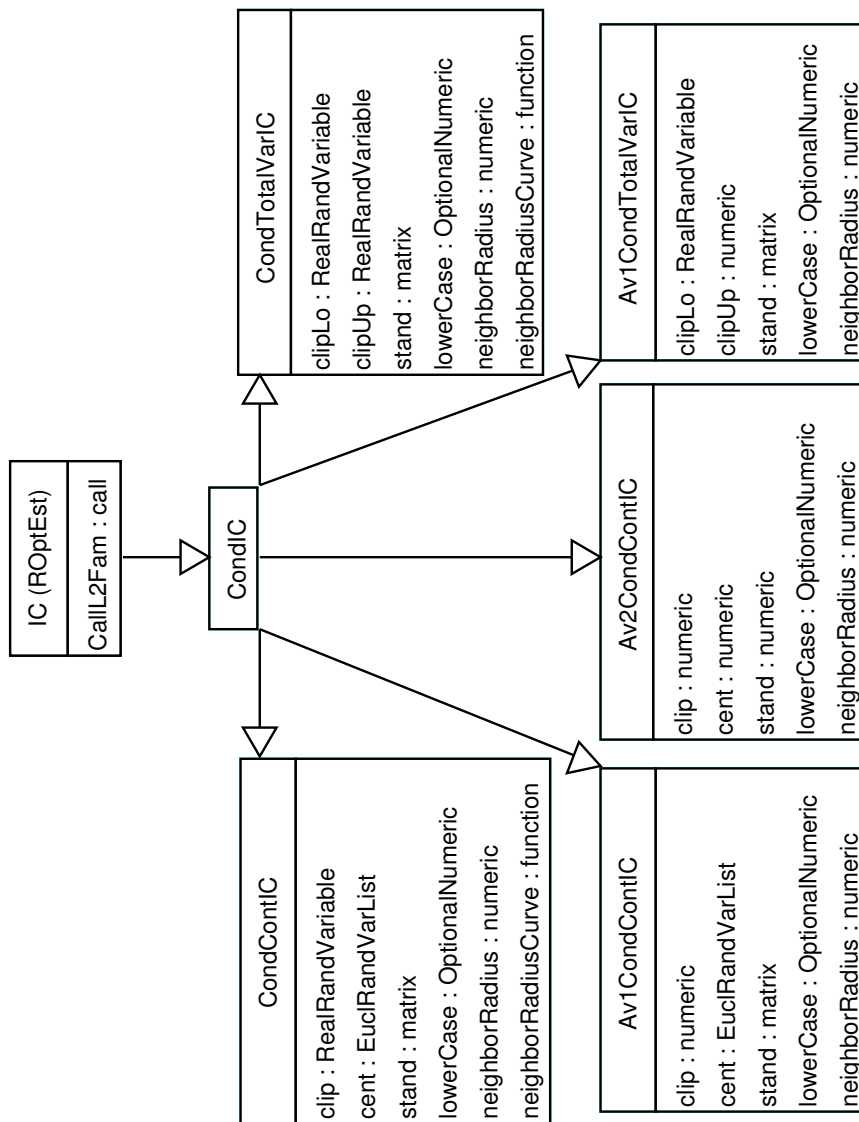 IC (ROptEst)
CallL2Fam : call
CondIC
CondContIC
clip : RealRandVariable
cent : EuclRandVarList
stand : matrix
lowerCase : OptionalNumeric
neighborRadius : numeric
neighborRadiusCurve : function
CondTotalVarIC
clipLo : RealRandVariable
clipUp : RealRandVariable
stand : matrix
lowerCase : OptionalNumeric
neighborRadius : numeric
neighborRadiusCurve : function
Av1CondContIC
clip : numeric
cent : EuclRandVarList
stand : matrix
lowerCase : OptionalNumeric
neighborRadius : numeric
Av2CondContIC
clip : numeric
cent : numeric
stand : numeric
lowerCase : OptionalNumeric
neighborRadius : numeric
Av1CondTotalVarIC
clipLo : RealRandVariable
clipUp : numeric
stand : matrix
lowerCase : OptionalNumeric
neighborRadius : numeric